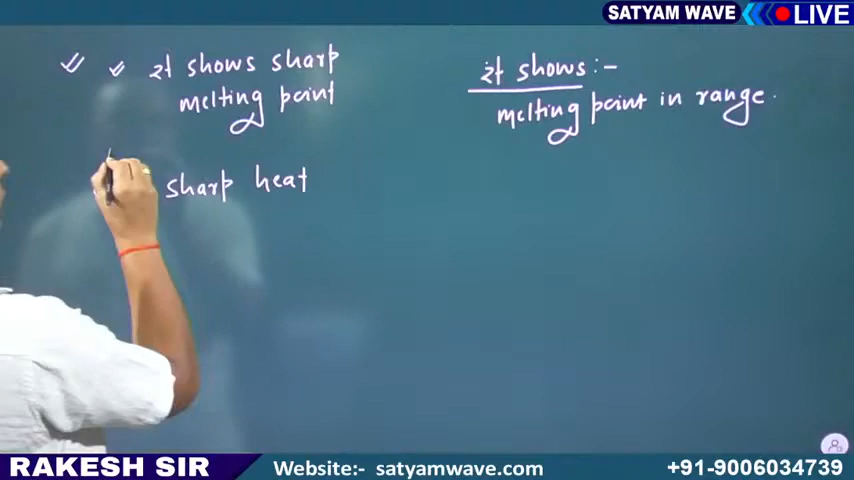 SATYAM WAVE LIVE
It shows sharp
melting point
sharp heat
It shows :-
melting point in range.
RAKESH SIR
Website:- satyamwave.com
+91-9006034739